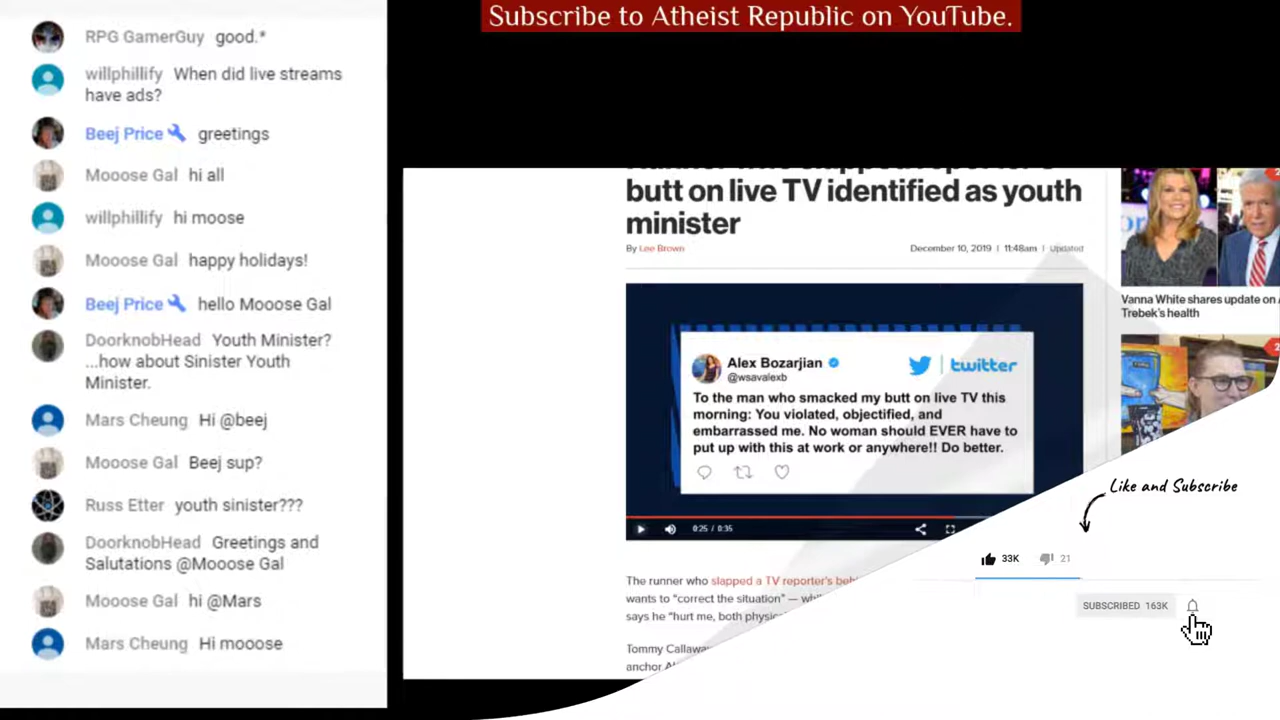 Subscribe to Atheist Republic on YouTube.
RPG GamerGuy good.*
willphillify When did live streams
have ads?
Beej Price greetings
Mooose Gal hi all
willphillify hi moose
Mooose Gal happy holidays!
Beej Price hello Mooose Gal
DoorknobHead Youth Minister?
...how about Sinister Youth
Minister.
Mars Cheung Hi @beej
Mooose Gal Beej sup?
Russ Etter youth sinister???
DoorknobHead Greetings and
Salutations @Mooose Gal
Mooose Gal hi @Mars
Mars Cheung Hi mooose
butt on live TV identified as youth
minister
By Lee Brown
December 10, 2019 | 11:48am | Updated
Alex Bozarjian
@wsavalexb
twitter
To the man who smacked my butt on live TV this
morning: You violated, objectified, and
embarrassed me. No woman should EVER have to
put up with this at work or anywhere!! Do better.
0:25 / 0:35
The runner who slapped a TV reporter's
wants to "correct the situation" —
says he "hurt me, both
Tommy
anchor
Vanna White shares update on
Trebek's health
Like and Subscribe
33K 21
SUBSCRIBED 163K